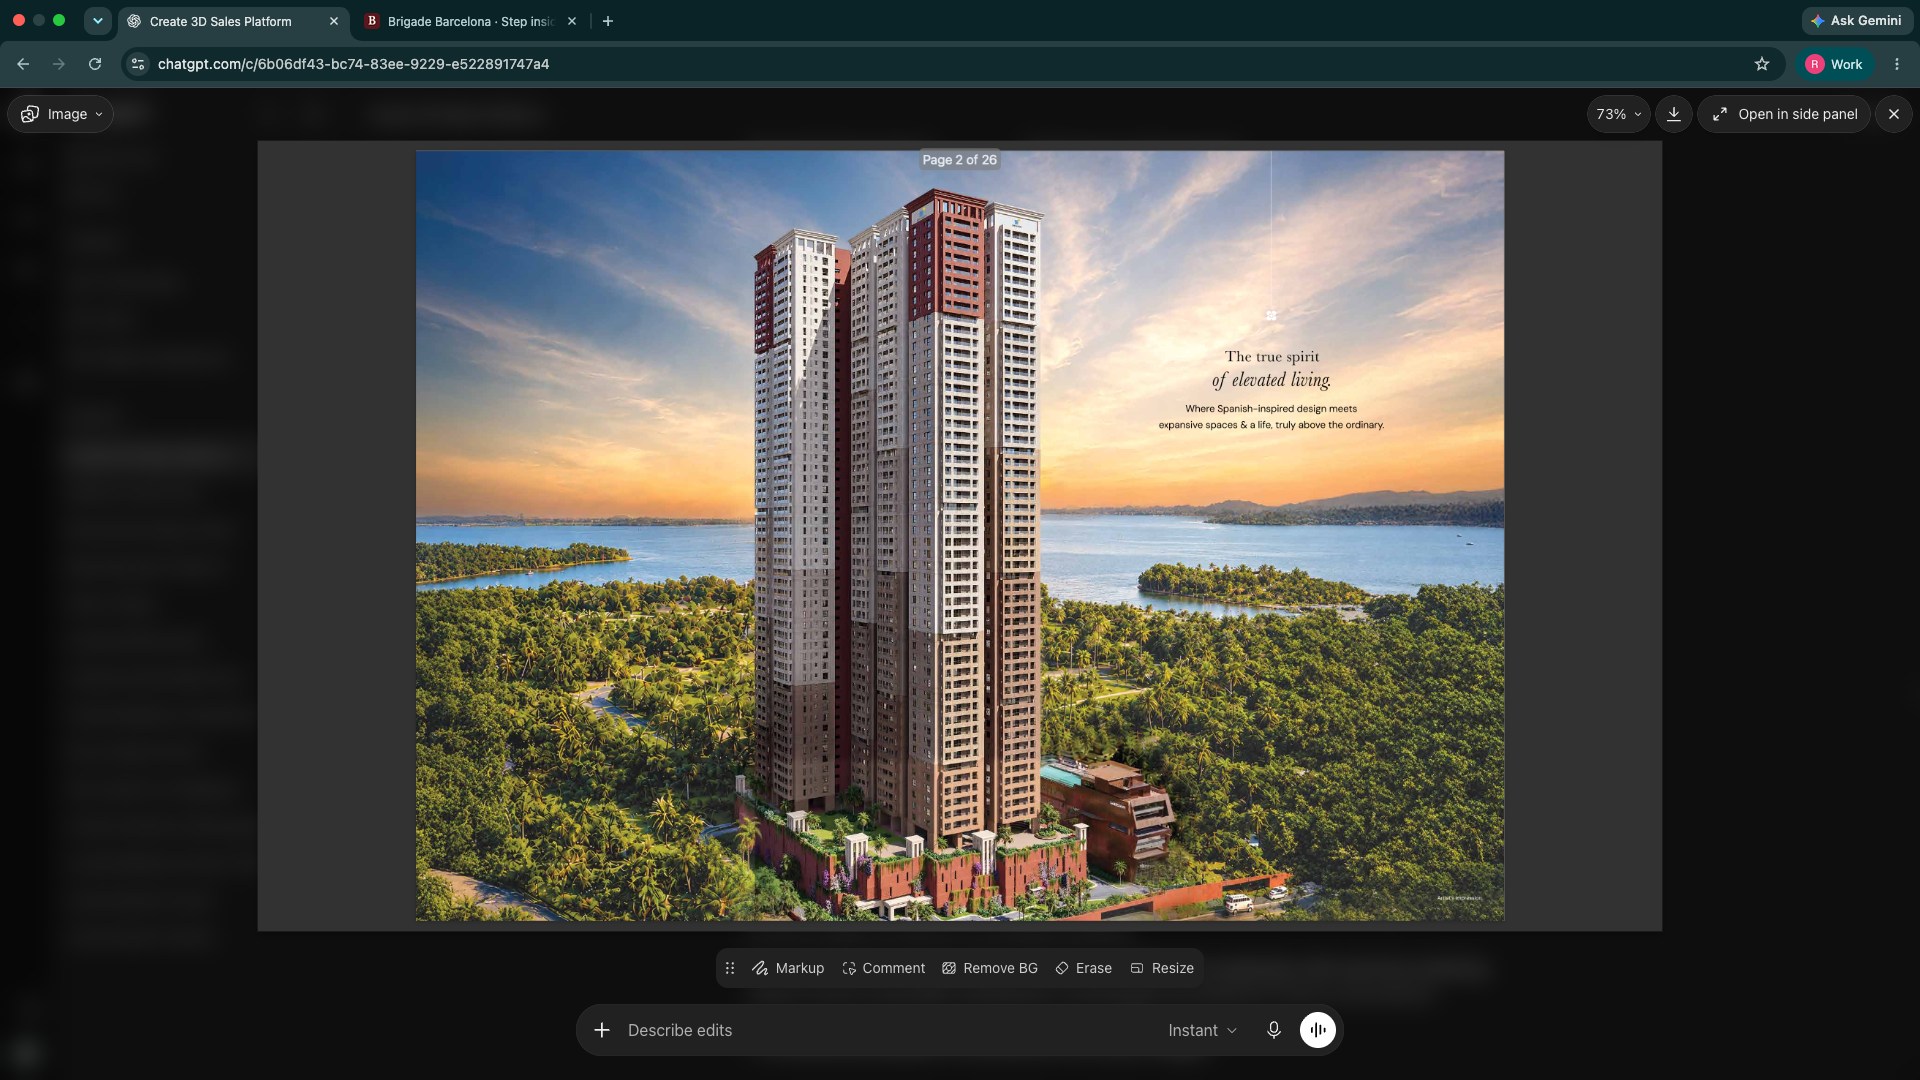 Create 3D Sales Platform
B
Brigade Barcelona · Step insi
Ask Gemini
chatgpt.com/c/6b06df43-bc74-83ee-9229-e522891747a4
R
Work
Image
73%
Open in side panel
Page 2 of 26
The true spirit
of elevated living.
Where Spanish-inspired design meets
expansive spaces & a life, truly above the ordinary.
Artist's Impression
Markup
Comment
Remove BG
Erase
Resize
Describe edits
Instant